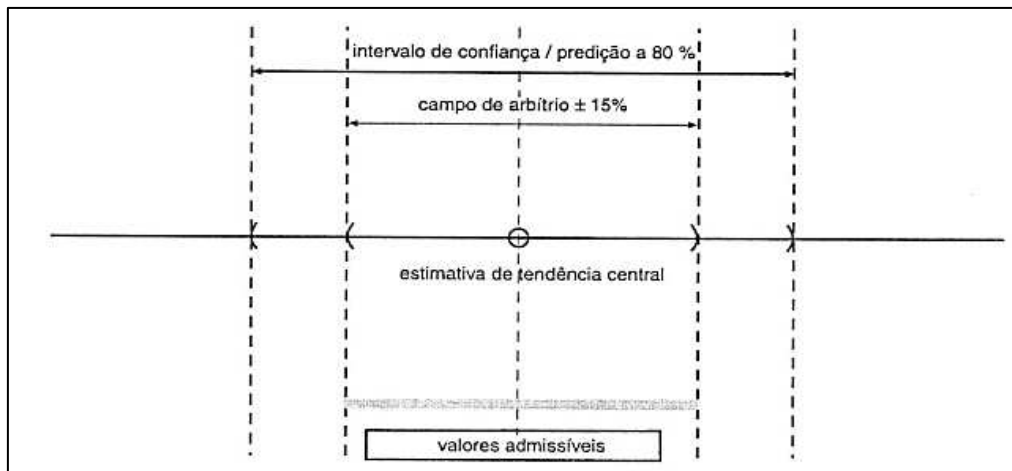 intervalo de confiança / predição a 80 %
campo de arbítrio ± 15%
estimativa de tendência central
valores admissíveis